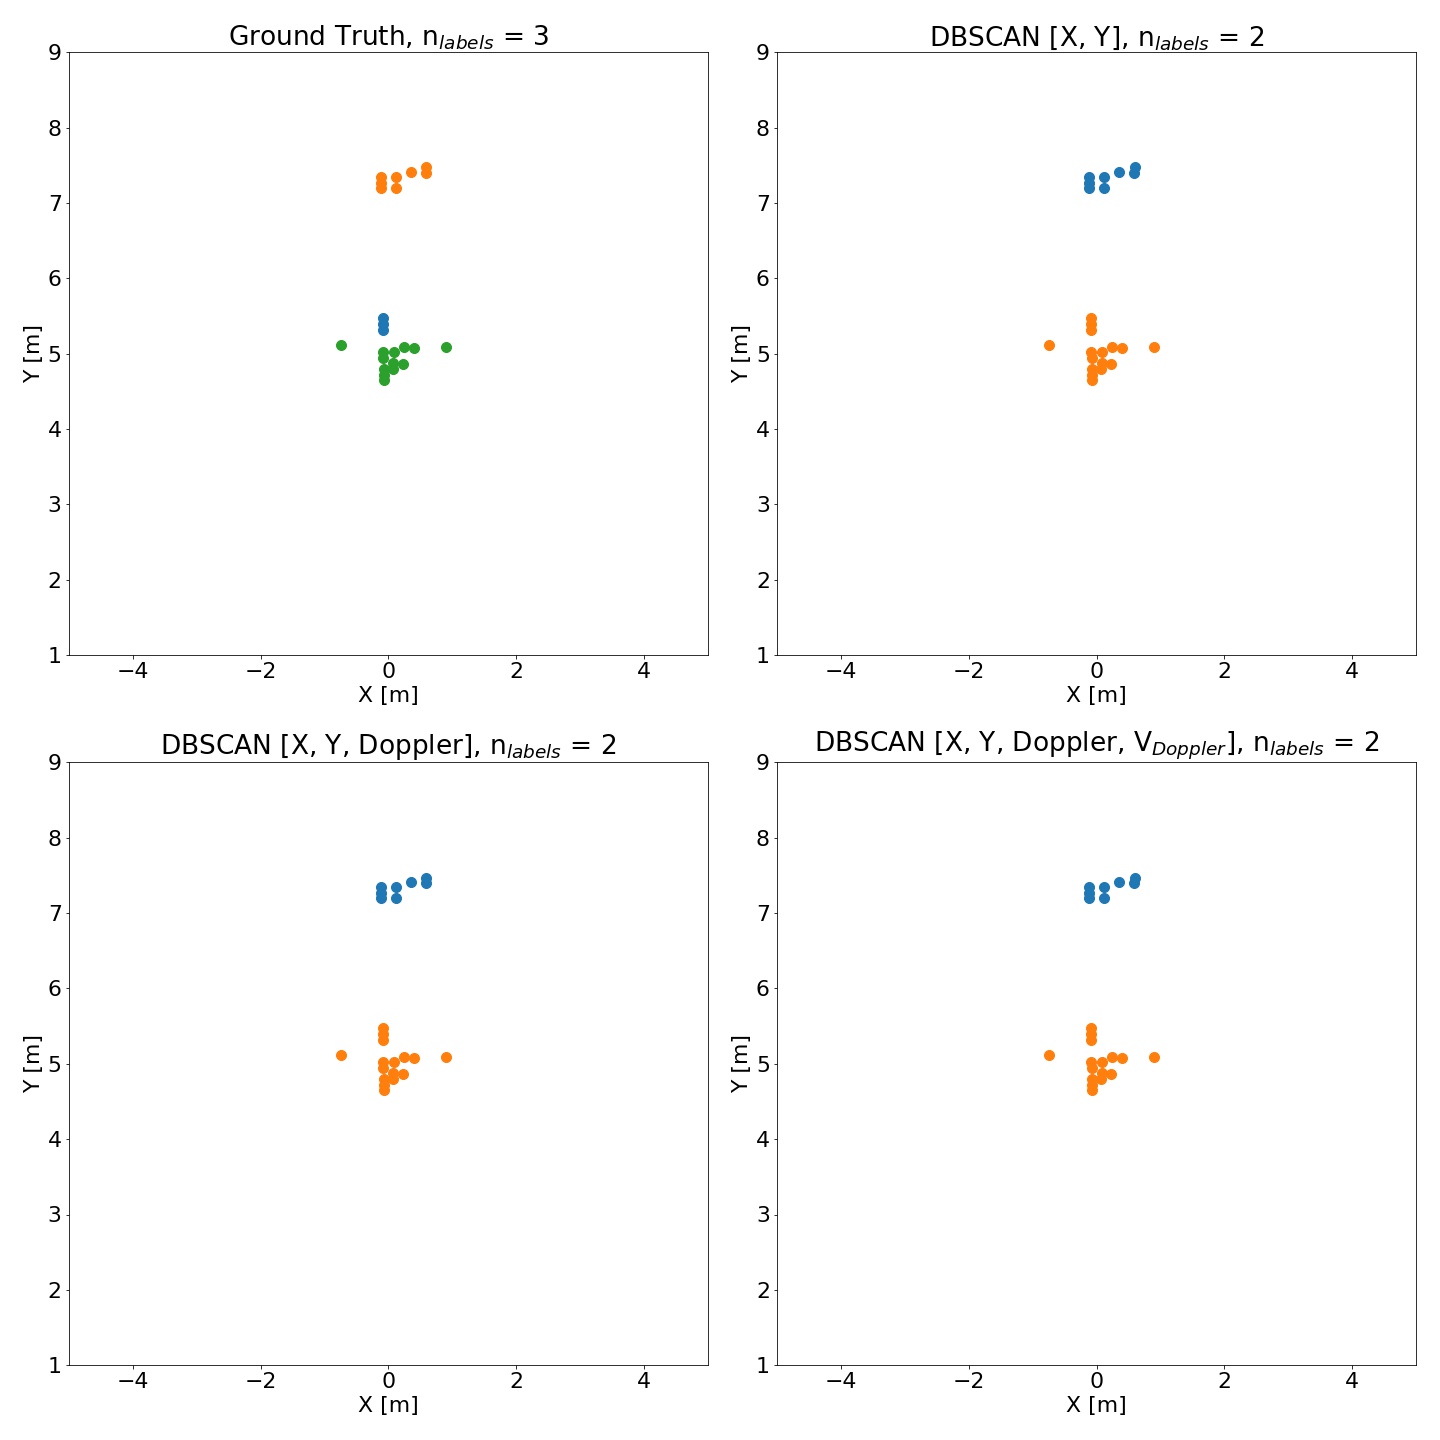 Ground Truth, n_labels = 3
9
8
7
6
5
4
3
2
1
Y [m]
−4 −2 0 2 4
X [m]
DBSCAN [X, Y], n_labels = 2
9
8
7
6
5
4
3
2
1
Y [m]
−4 −2 0 2 4
X [m]
DBSCAN [X, Y, Doppler], n_labels = 2
9
8
7
6
5
4
3
2
1
Y [m]
−4 −2 0 2 4
X [m]
DBSCAN [X, Y, Doppler, V_Doppler], n_labels = 2
9
8
7
6
5
4
3
2
1
Y [m]
−4 −2 0 2 4
X [m]